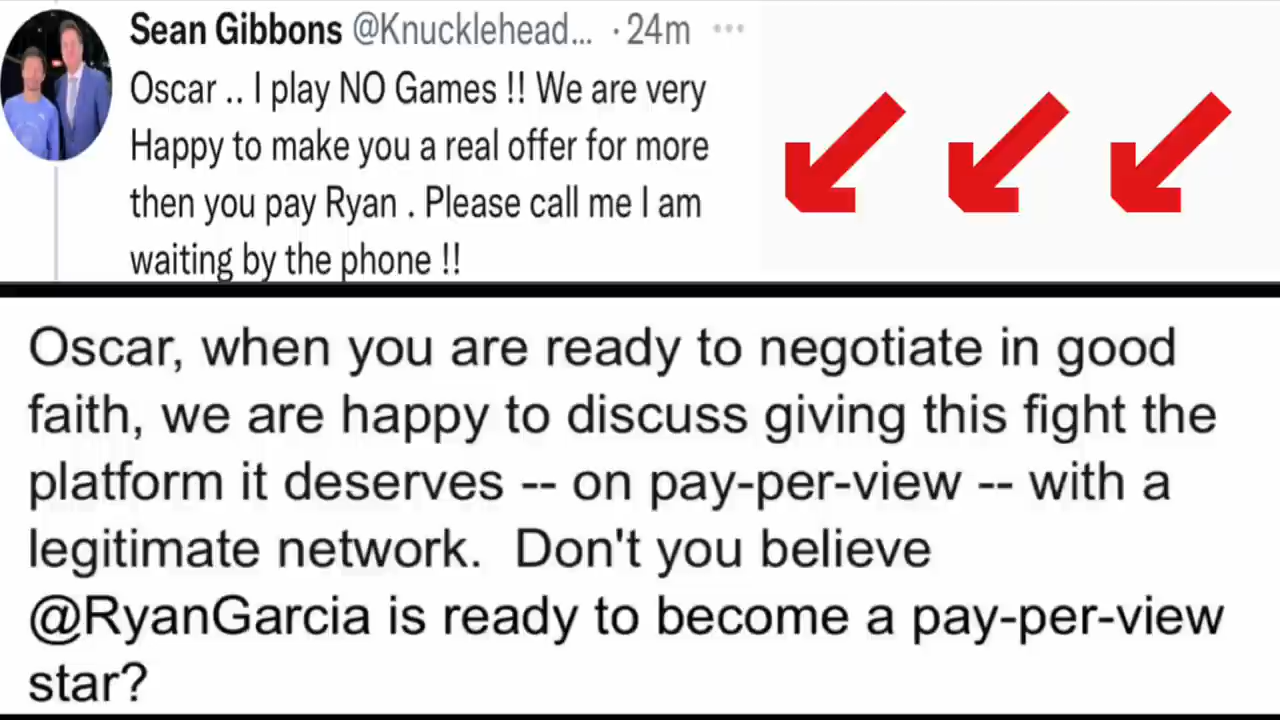 Sean Gibbons @Knucklehead... · 24m ...
Oscar .. I play NO Games !! We are very
Happy to make you a real offer for more
then you pay Ryan . Please call me I am
waiting by the phone !!
Oscar, when you are ready to negotiate in good
faith, we are happy to discuss giving this fight the
platform it deserves -- on pay-per-view -- with a
legitimate network.  Don't you believe
@RyanGarcia is ready to become a pay-per-view
star?